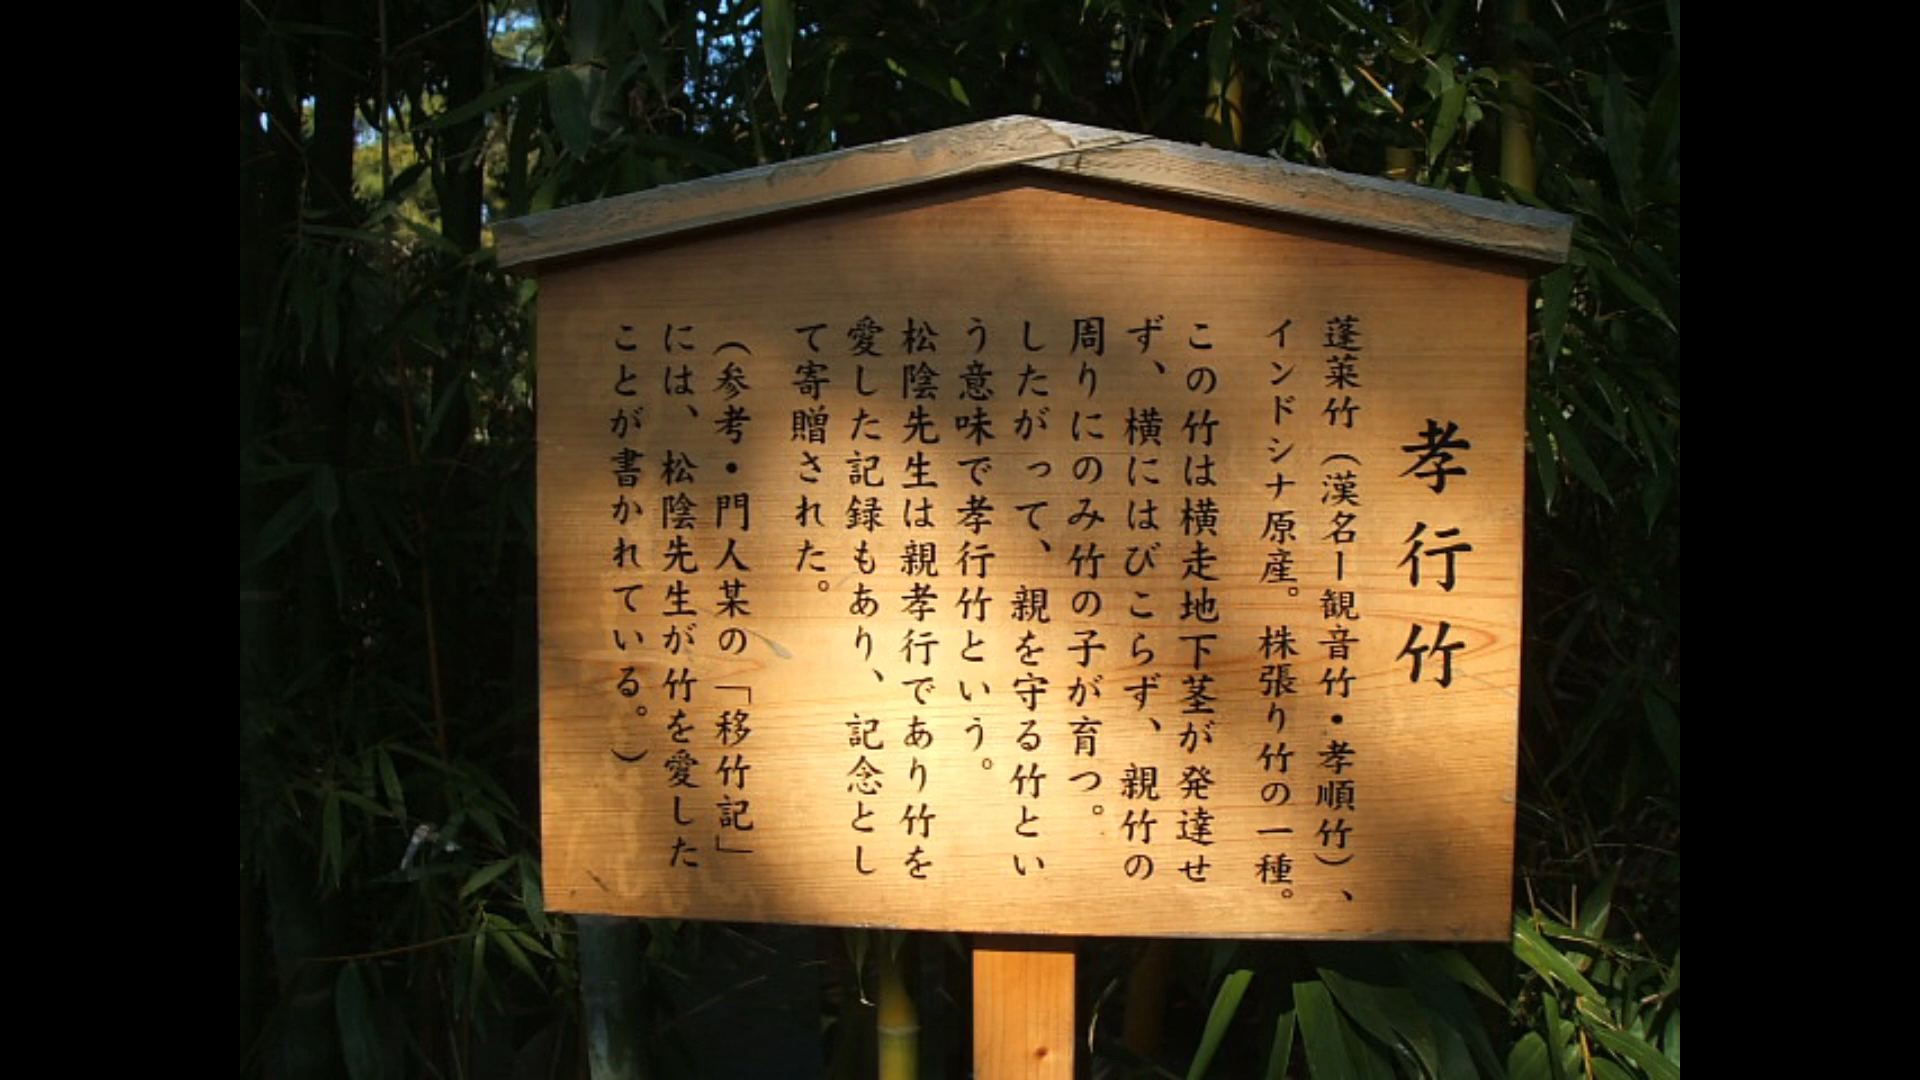 孝行竹
蓬莱竹（漢名ー観音竹・孝順竹）、
インドシナ原産。株張り竹の一種。
この竹は横走地下茎が発達せ
ず、横にはびこらず、親竹の
周りにのみ竹の子が育つ。
したがって、親を守る竹とい
う意味で孝行竹という。
松陰先生は親孝行であり竹を
愛した記録もあり、記念とし
て寄贈された。
（参考・門人某の「移竹記」
には、松陰先生が竹を愛した
ことが書かれている。）